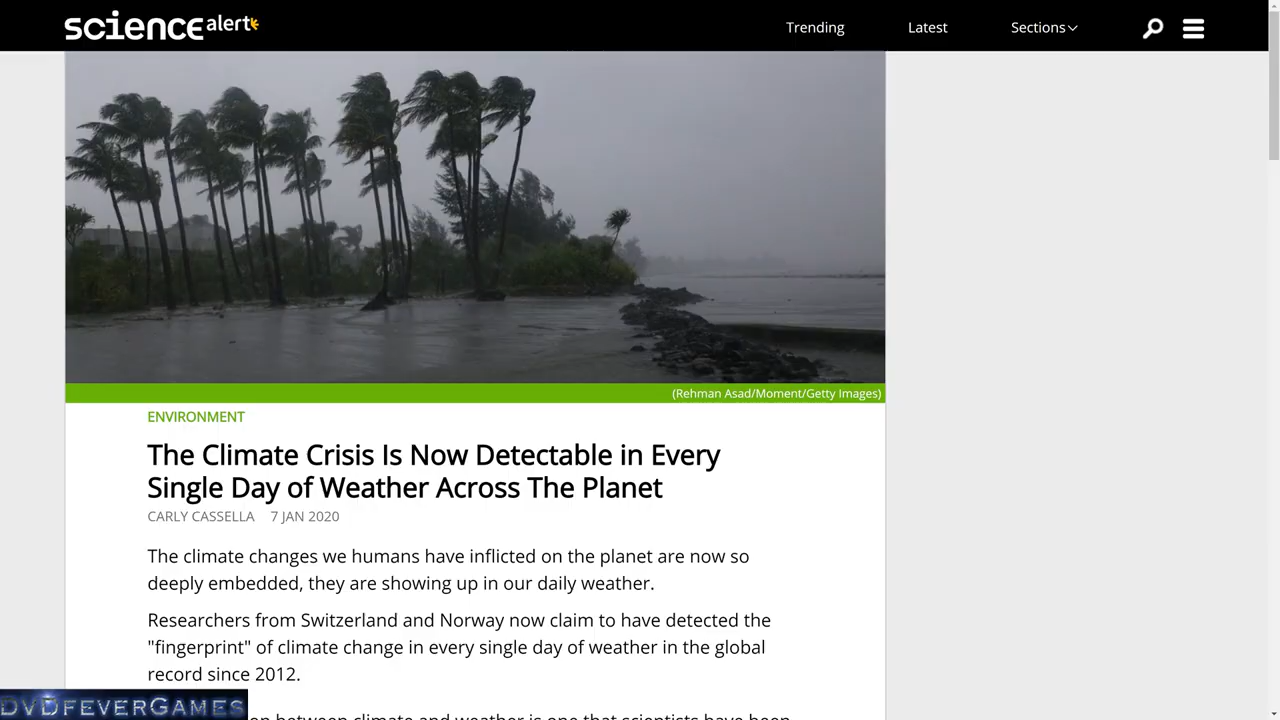 sciencealert
Trending
Latest
Sections
(Rehman Asad/Moment/Getty Images)
ENVIRONMENT
The Climate Crisis Is Now Detectable in Every
Single Day of Weather Across The Planet
CARLY CASSELLA 7 JAN 2020
The climate changes we humans have inflicted on the planet are now so
deeply embedded, they are showing up in our daily weather.
Researchers from Switzerland and Norway now claim to have detected the
"fingerprint" of climate change in every single day of weather in the global
record since 2012.
between climate and weather is one that scientists have been
DVDFEVERGAMES